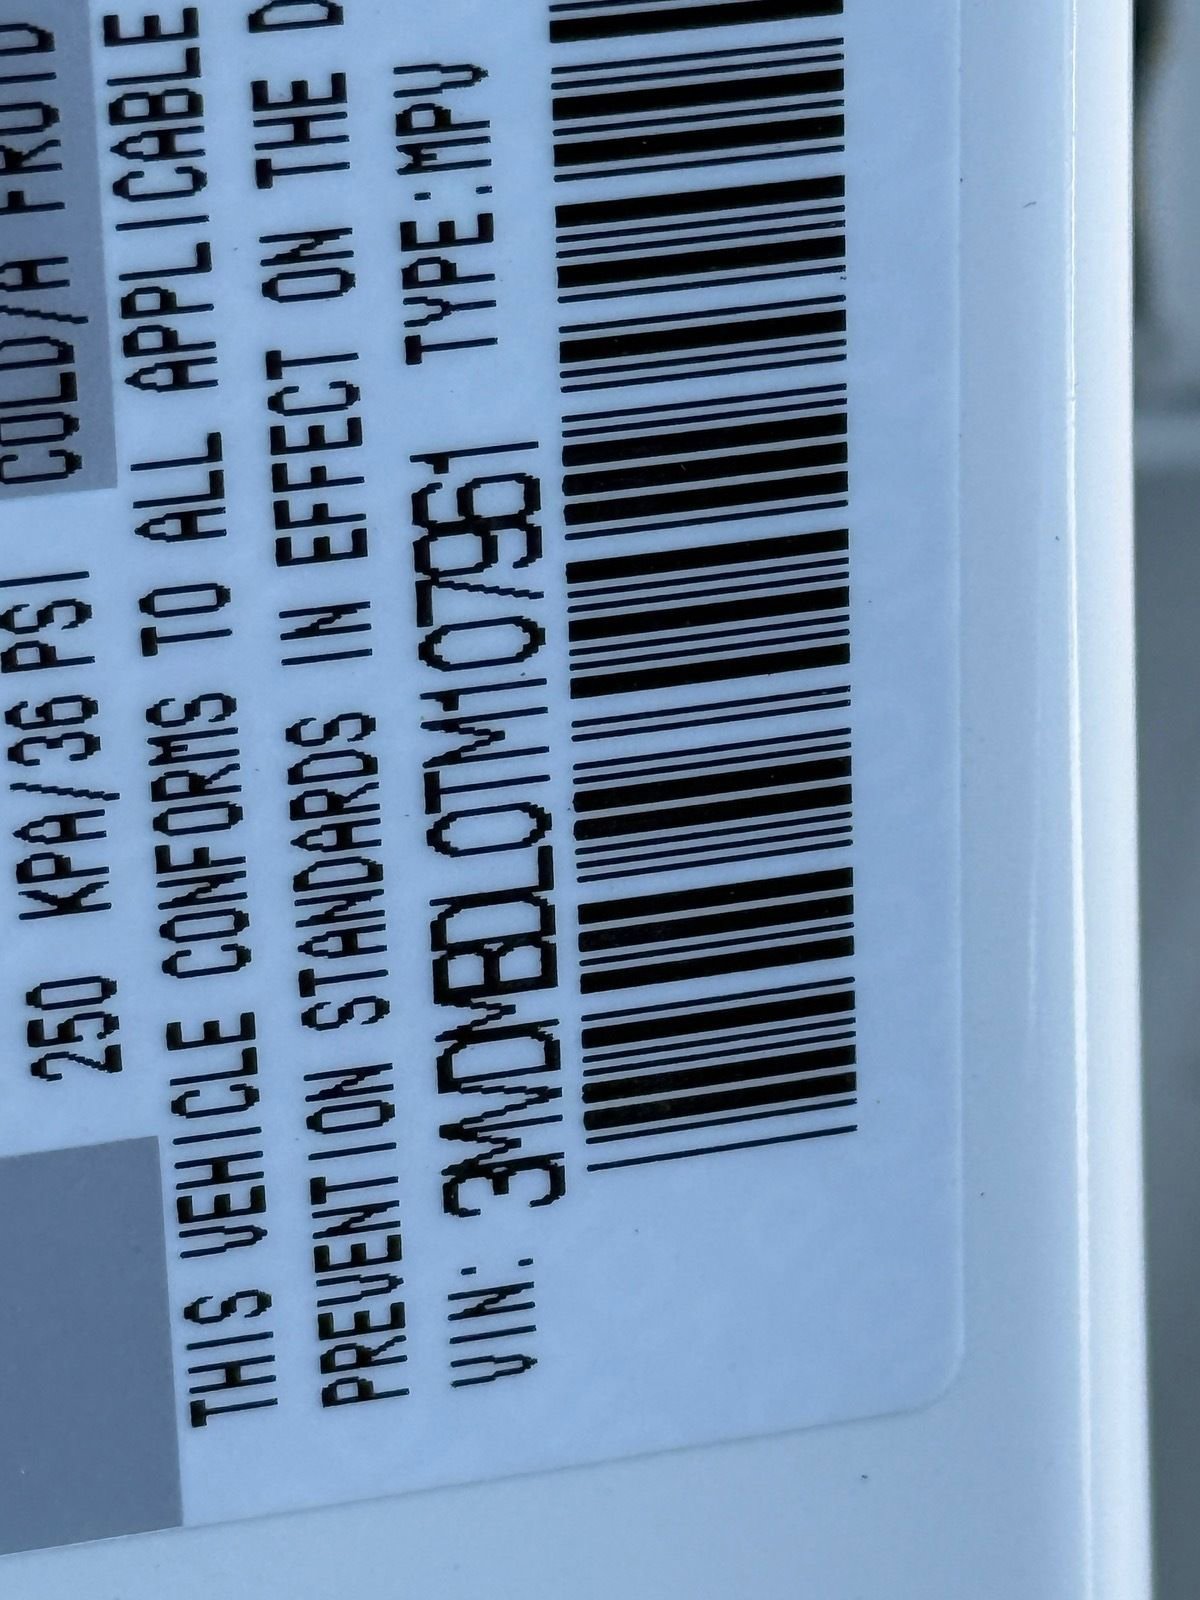 COLD/A FROID
250 KPA/36 PSI
THIS VEHICLE CONFORMS TO ALL APPLICABLE
PREVENTION STANDARDS IN EFFECT ON THE D
VIN: 3MVDMBDL0TM107961 TYPE:MPV